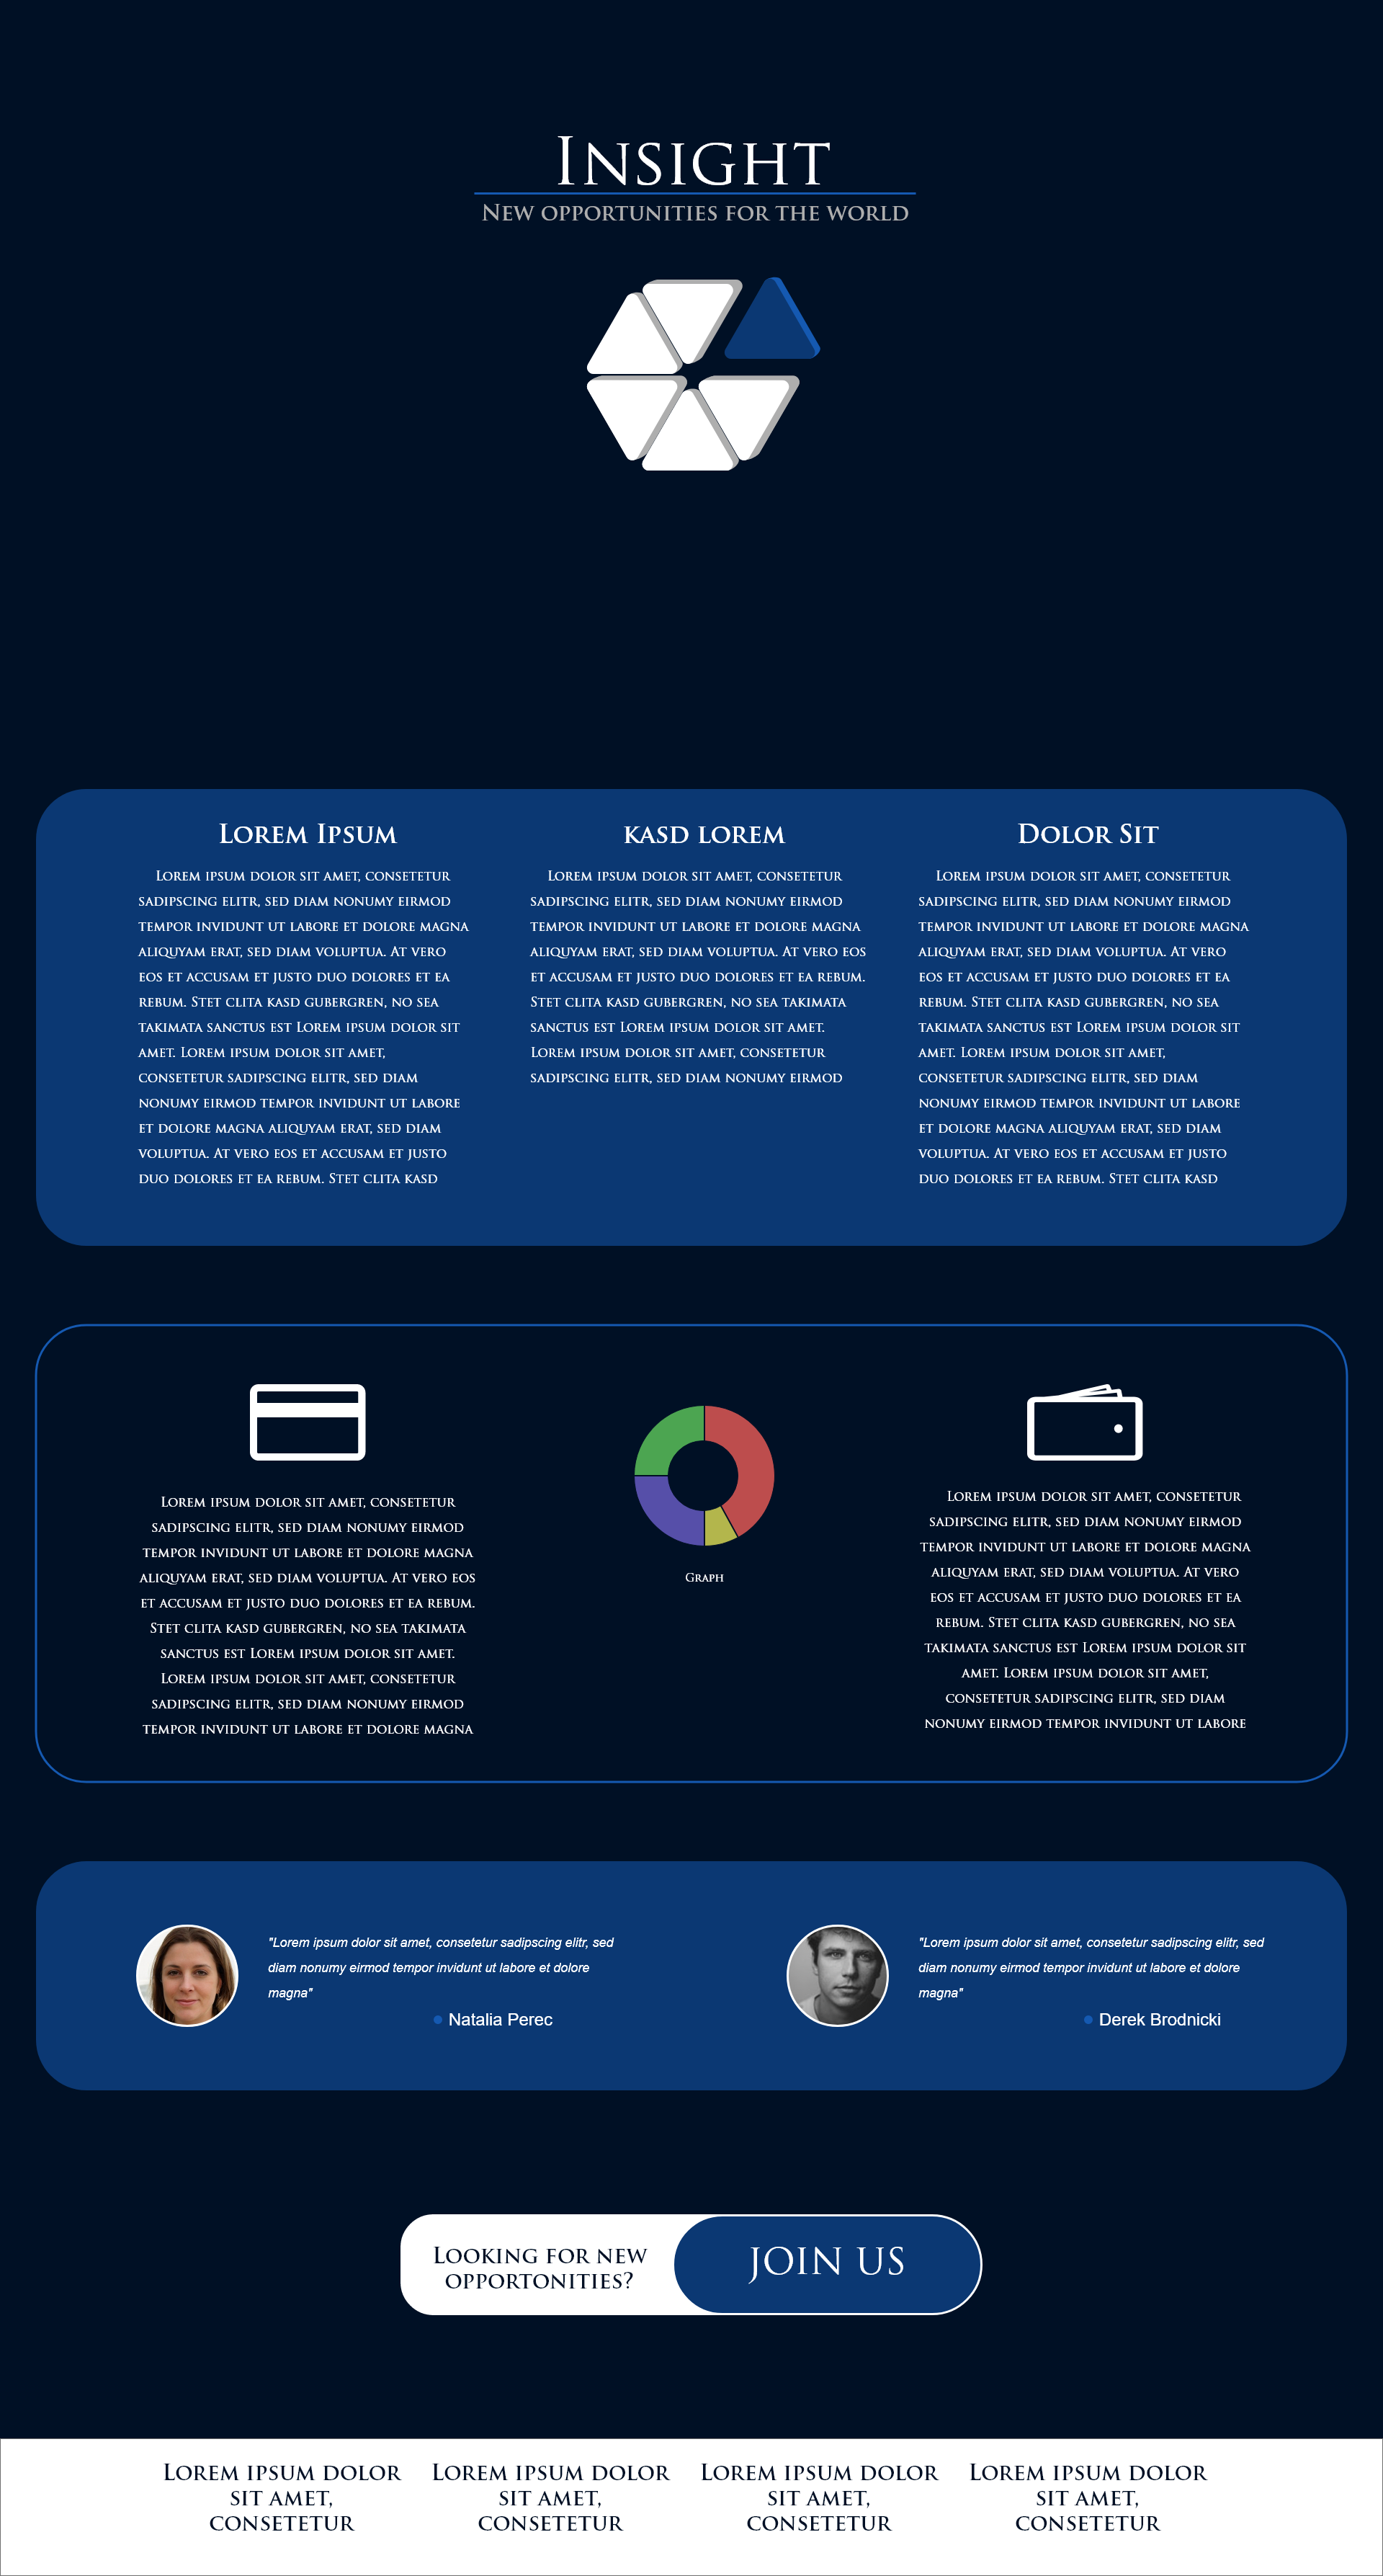 Insight
New opportunities for the world
Lorem Ipsum
Lorem ipsum dolor sit amet, consetetur
sadipscing elitr, sed diam nonumy eirmod
tempor invidunt ut labore et dolore magna
aliquyam erat, sed diam voluptua. At vero
eos et accusam et justo duo dolores et ea
rebum. Stet clita kasd gubergren, no sea
takimata sanctus est Lorem ipsum dolor sit
amet. Lorem ipsum dolor sit amet,
consetetur sadipscing elitr, sed diam
nonumy eirmod tempor invidunt ut labore
et dolore magna aliquyam erat, sed diam
voluptua. At vero eos et accusam et justo
duo dolores et ea rebum. Stet clita kasd
kasd lorem
Lorem ipsum dolor sit amet, consetetur
sadipscing elitr, sed diam nonumy eirmod
tempor invidunt ut labore et dolore magna
aliquyam erat, sed diam voluptua. At vero eos
et accusam et justo duo dolores et ea rebum.
Stet clita kasd gubergren, no sea takimata
sanctus est Lorem ipsum dolor sit amet.
Lorem ipsum dolor sit amet, consetetur
sadipscing elitr, sed diam nonumy eirmod
Dolor Sit
Lorem ipsum dolor sit amet, consetetur
sadipscing elitr, sed diam nonumy eirmod
tempor invidunt ut labore et dolore magna
aliquyam erat, sed diam voluptua. At vero
eos et accusam et justo duo dolores et ea
rebum. Stet clita kasd gubergren, no sea
takimata sanctus est Lorem ipsum dolor sit
amet. Lorem ipsum dolor sit amet,
consetetur sadipscing elitr, sed diam
nonumy eirmod tempor invidunt ut labore
et dolore magna aliquyam erat, sed diam
voluptua. At vero eos et accusam et justo
duo dolores et ea rebum. Stet clita kasd
Lorem ipsum dolor sit amet, consetetur
sadipscing elitr, sed diam nonumy eirmod
tempor invidunt ut labore et dolore magna
aliquyam erat, sed diam voluptua. At vero eos
et accusam et justo duo dolores et ea rebum.
Stet clita kasd gubergren, no sea takimata
sanctus est Lorem ipsum dolor sit amet.
Lorem ipsum dolor sit amet, consetetur
sadipscing elitr, sed diam nonumy eirmod
tempor invidunt ut labore et dolore magna
Graph
Lorem ipsum dolor sit amet, consetetur
sadipscing elitr, sed diam nonumy eirmod
tempor invidunt ut labore et dolore magna
aliquyam erat, sed diam voluptua. At vero
eos et accusam et justo duo dolores et ea
rebum. Stet clita kasd gubergren, no sea
takimata sanctus est Lorem ipsum dolor sit
amet. Lorem ipsum dolor sit amet,
consetetur sadipscing elitr, sed diam
nonumy eirmod tempor invidunt ut labore
"Lorem ipsum dolor sit amet, consetetur sadipscing elitr, sed
diam nonumy eirmod tempor invidunt ut labore et dolore
magna"
Natalia Perec
"Lorem ipsum dolor sit amet, consetetur sadipscing elitr, sed
diam nonumy eirmod tempor invidunt ut labore et dolore
magna"
Derek Brodnicki
Looking for new
opportonities?
JOIN US
Lorem ipsum dolor
sit amet,
consetetur
Lorem ipsum dolor
sit amet,
consetetur
Lorem ipsum dolor
sit amet,
consetetur
Lorem ipsum dolor
sit amet,
consetetur